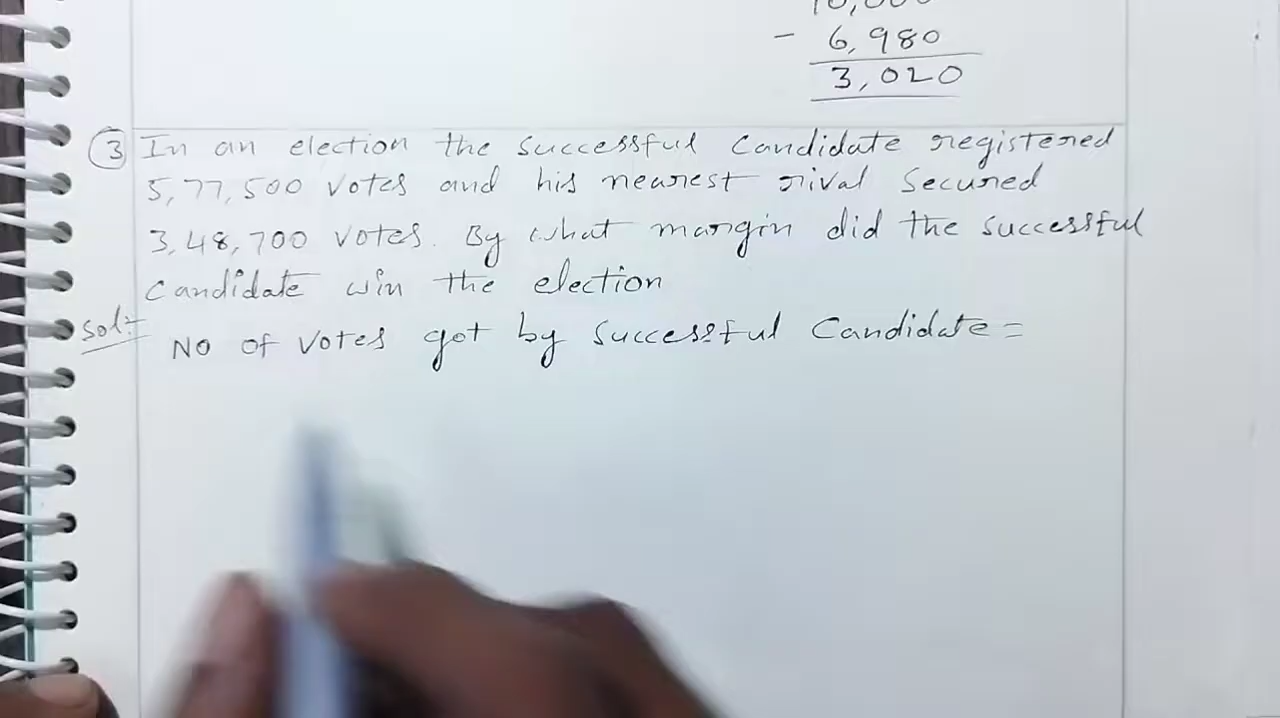 - 6,980
3,020
3 In an election the successful candidate registered
5,77,500 votes and his nearest rival secured
3,48,700 votes. By what margin did the successful
candidate win the election
Sol:-
No of votes got by successful candidate =